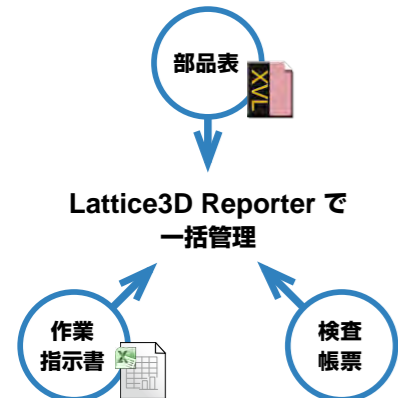 部品表
XVL
Lattice3D Reporter で
一括管理
作業
指示書
検査
帳票